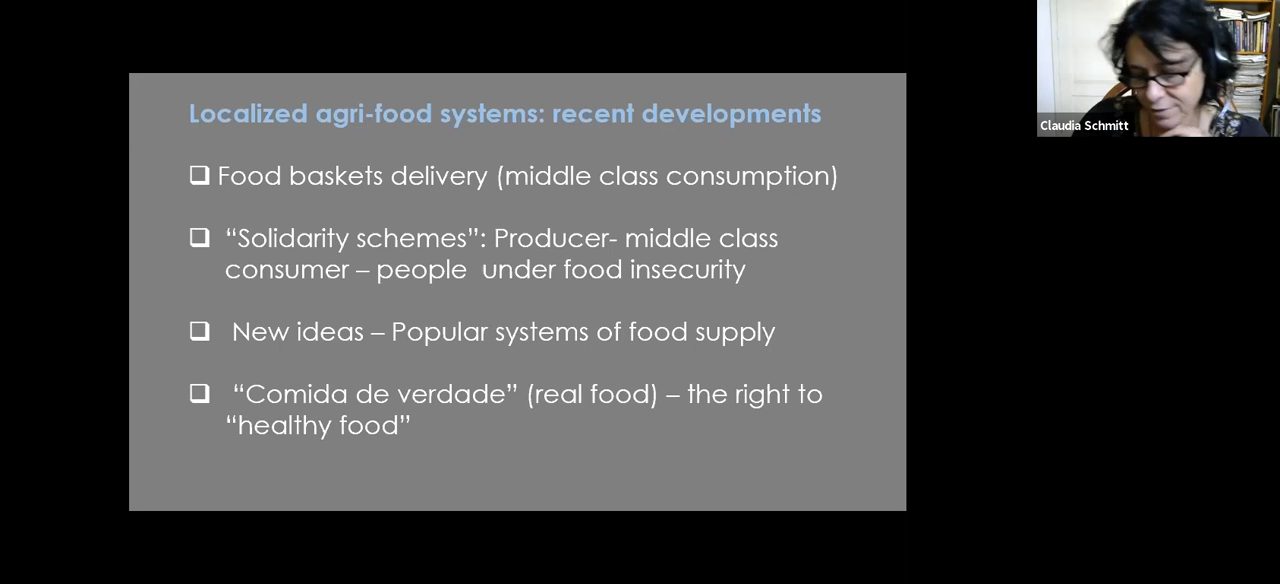 Localized agri-food systems: recent developments
Food baskets delivery (middle class consumption)
“Solidarity schemes”: Producer- middle class
consumer – people under food insecurity
New ideas – Popular systems of food supply
“Comida de verdade” (real food) – the right to
“healthy food”
Claudia Schmitt